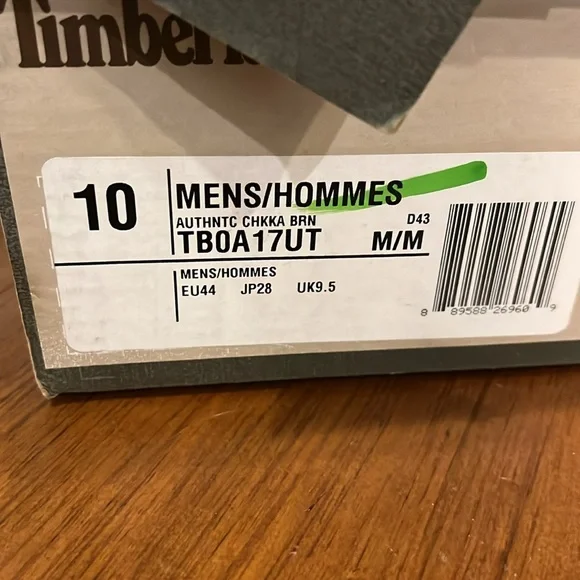 Timberl
10
MENS/HOMMES
AUTHNTC CHKKA BRN D43
TB0A17UT M/M
MENS/HOMMES
EU44 JP28 UK9.5
8 89588 26960 9